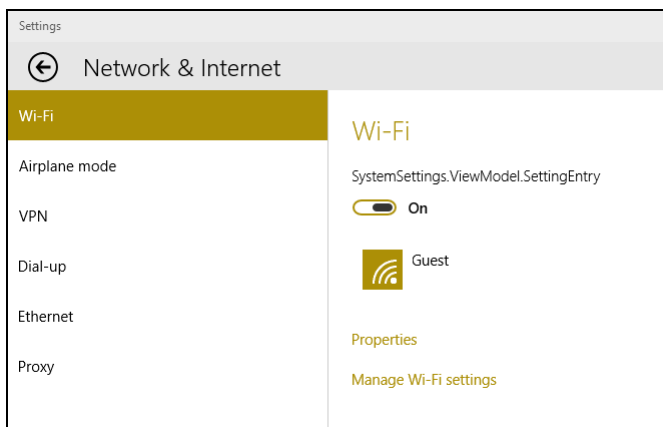 Settings
Network & Internet
Wi-Fi
Airplane mode
VPN
Dial-up
Ethernet
Proxy
Wi-Fi
SystemSettings.ViewModel.SettingEntry
On
Guest
Properties
Manage Wi-Fi settings